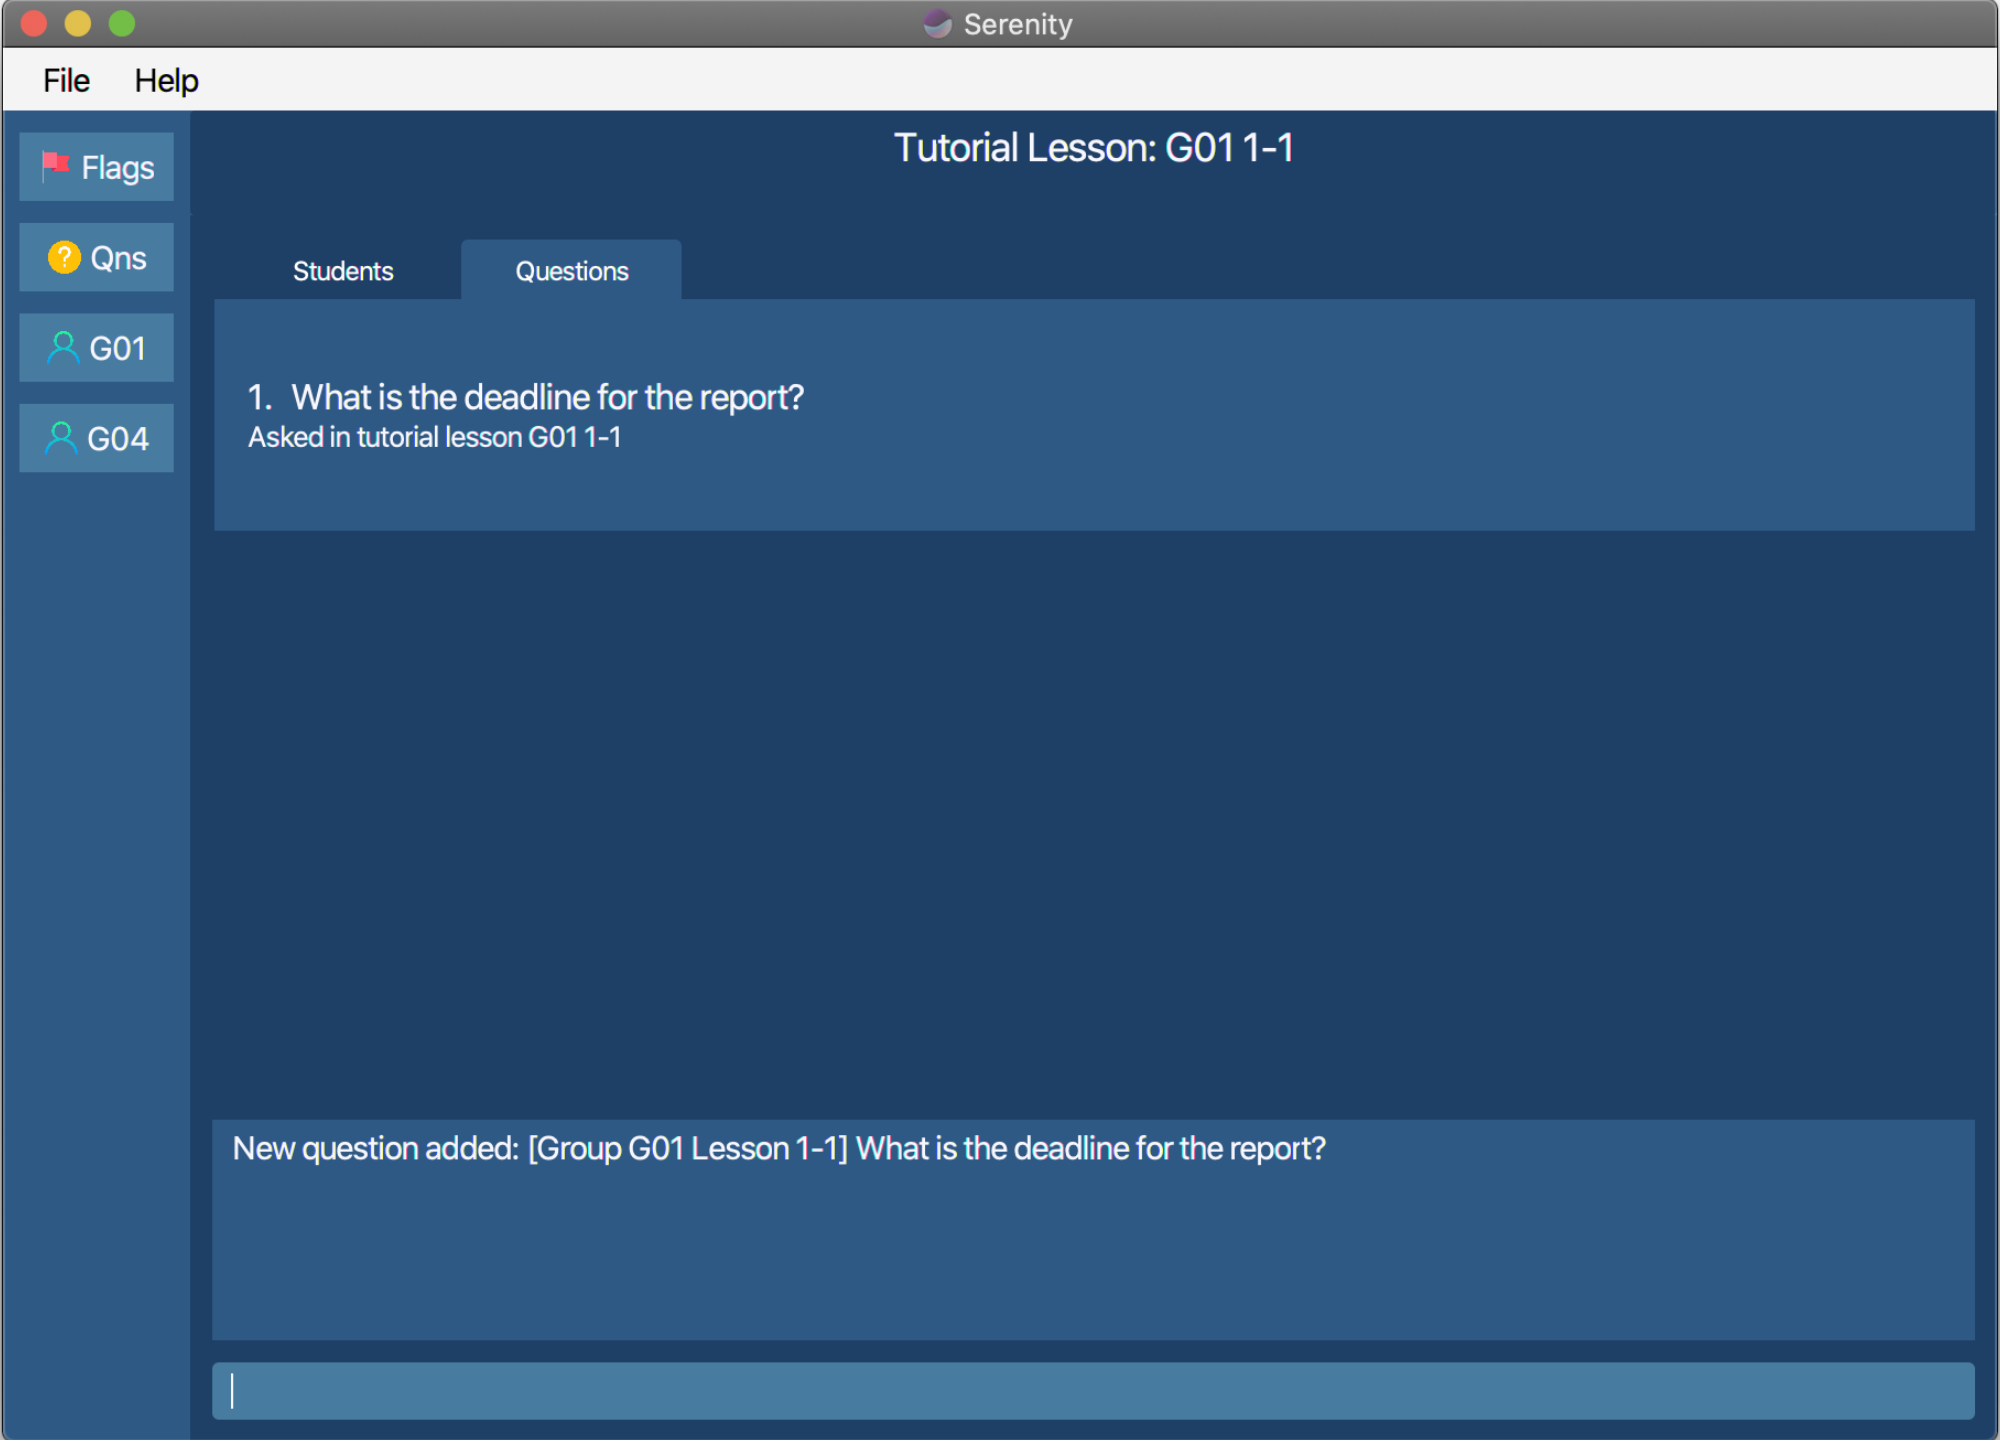 Serenity
File Help
Tutorial Lesson: G01 1-1
Flags
? Qns
G01
G04
Students Questions
1. What is the deadline for the report?
Asked in tutorial lesson G01 1-1
New question added: [Group G01 Lesson 1-1] What is the deadline for the report?